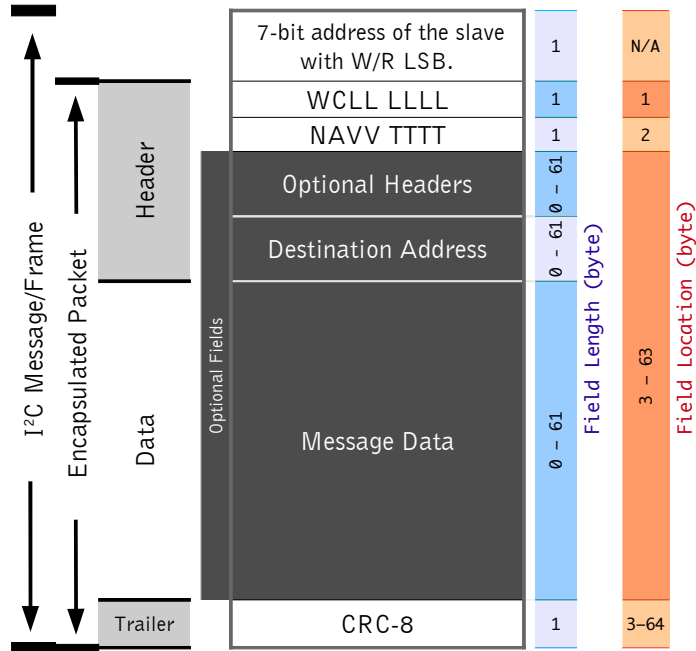 7-bit address of the slave
with W/R LSB.
1
N/A
WCLL LLLL
1
1
NAVV TTTT
1
2
Optional Headers
0 – 61
Destination Address
0 – 61
Message Data
0 – 61
3 – 63
CRC-8
1
3–64
I²C Message/Frame
Encapsulated Packet
Header
Data
Trailer
Optional Fields
Field Length (byte)
Field Location (byte)